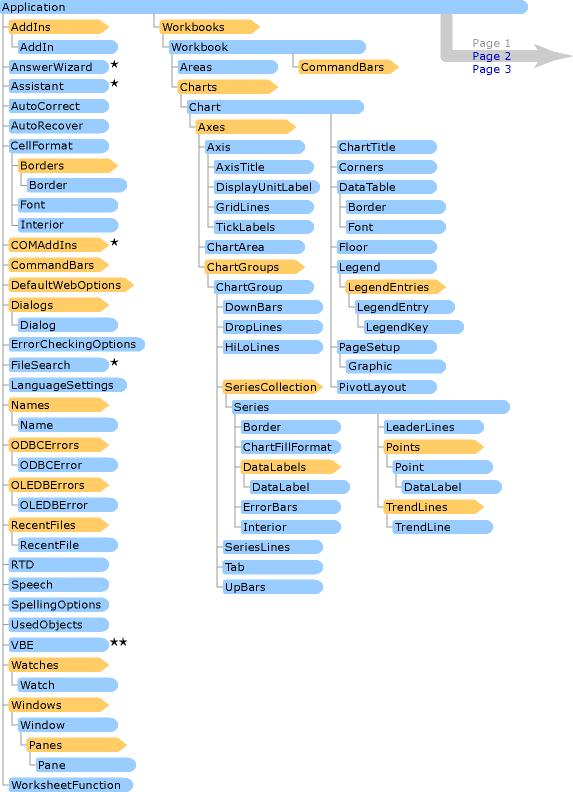 Application
AddIns
AddIn
AnswerWizard ★
Assistant ★
AutoCorrect
AutoRecover
CellFormat
Borders
Border
Font
Interior
COMAddIns ★
CommandBars
DefaultWebOptions
Dialogs
Dialog
ErrorCheckingOptions
FileSearch ★
LanguageSettings
Names
Name
ODBCErrors
ODBCError
OLEDBErrors
OLEDBError
RecentFiles
RecentFile
RTD
Speech
SpellingOptions
UsedObjects
VBE ★★
Watches
Watch
Windows
Window
Panes
Pane
WorksheetFunction
Workbooks
Workbook
Areas
CommandBars
Charts
Chart
Axes
Axis
AxisTitle
DisplayUnitLabel
GridLines
TickLabels
ChartArea
ChartGroups
ChartGroup
DownBars
DropLines
HiLoLines
SeriesCollection
Series
Border
ChartFillFormat
DataLabels
DataLabel
ErrorBars
Interior
LeaderLines
Points
Point
DataLabel
TrendLines
TrendLine
SeriesLines
Tab
UpBars
ChartTitle
Corners
DataTable
Border
Font
Floor
Legend
LegendEntries
LegendEntry
LegendKey
PageSetup
Graphic
PivotLayout
Page 1
Page 2
Page 3